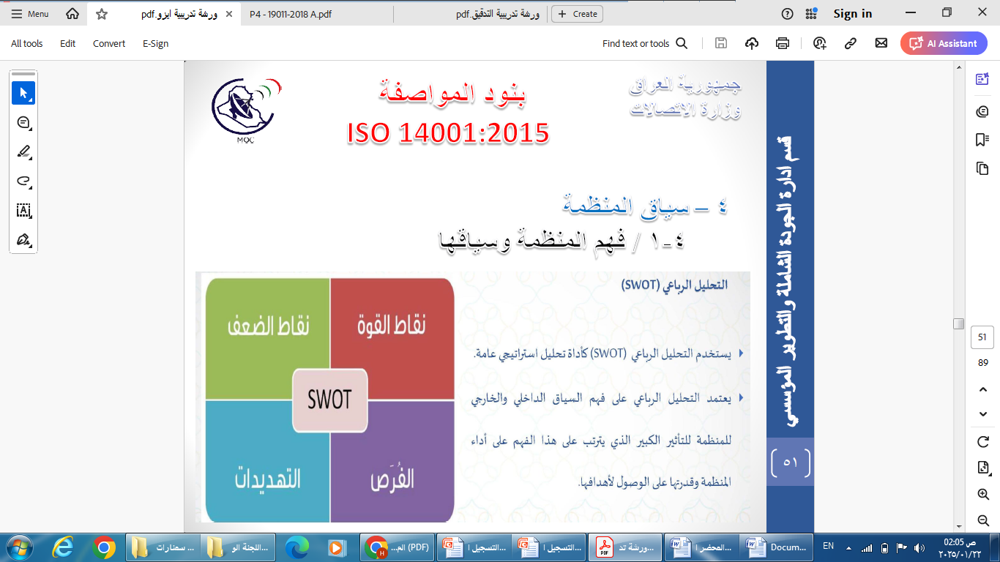 Menu
ورشة تدريبية ايزو.pdf
P4 - 19011-2018 A.pdf
ورشة تدريبية التدقيق.pdf
Create
Sign in
All tools
Edit
Convert
E-Sign
Find text or tools
AI Assistant
جمهورية العراق
وزارة الاتصالات
بنود المواصفة
ISO 14001:2015
MQC
قسم ادارة الجودة الشاملة والتطوير المؤسسي
٤ – سياق المنظمة
٤-١ / فهم المنظمة وسياقها
التحليل الرباعي (SWOT)
يستخدم التحليل الرباعي (SWOT) كأداة تحليل استراتيجي عامة.
يعتمد التحليل الرباعي على فهم السياق الداخلي والخارجي
للمنظمة للتأثير الكبير الذي يترتب على هذا الفهم على أداء
المنظمة وقدرتها على الوصول لأهدافها.
نقاط القوة
نقاط الضعف
SWOT
الفُرَص
التهديدات
٥١
51
89
سمنارات ...
اللجنة الو...
(PDF) الم...
التسجيل ا...
التسجيل ا...
ورشة تد...
المحضر ا...
Docum...
EN
02:05 ص
٢٠٢٥/٠١/٢٢